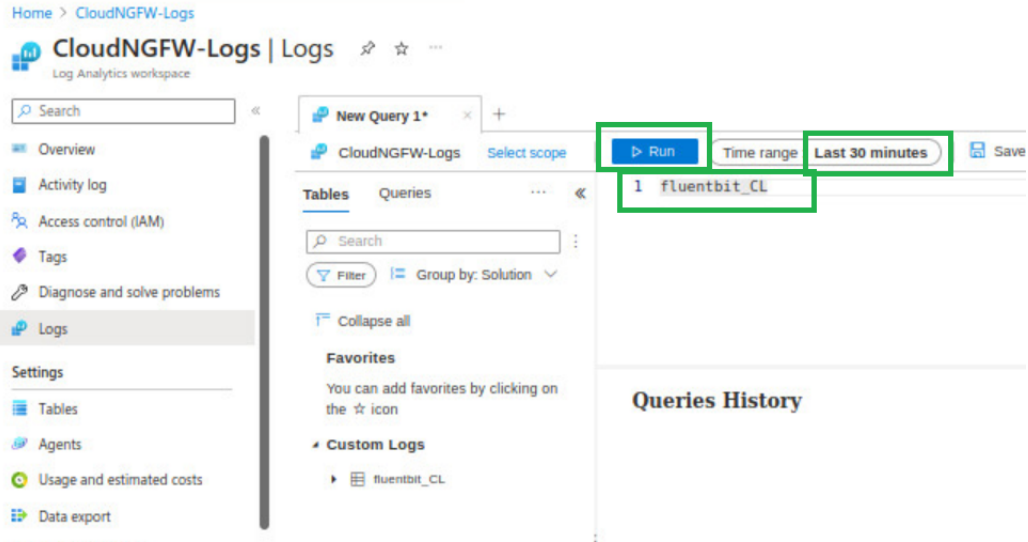 Home > CloudNGFW-Logs
CloudNGFW-Logs | Logs ...
Log Analytics workspace
Search «
Overview
Activity log
Access control (IAM)
Tags
Diagnose and solve problems
Logs
Settings
Tables
Agents
Usage and estimated costs
Data export
New Query 1* × +
CloudNGFW-Logs Select scope
Run Time range : Last 30 minutes Save
Tables Queries ... «
1 fluentbit_CL
Search
Filter Group by: Solution
Collapse all
Favorites
You can add favorites by clicking on
the ☆ icon
Custom Logs
fluentbit_CL
Queries History